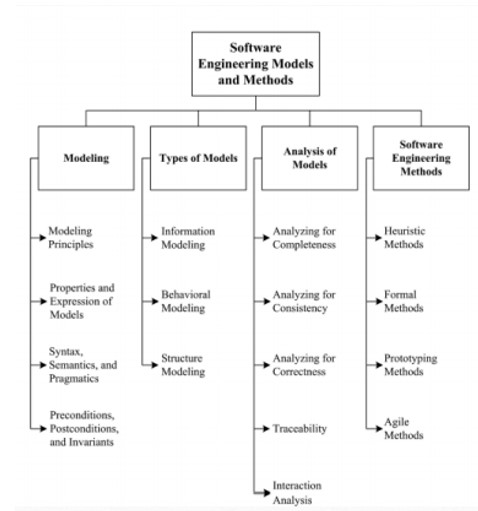 Software
Engineering Models
and Methods
Modeling
Types of Models
Analysis of
Models
Software
Engineering
Methods
Modeling
Principles
Properties and
Expression of
Models
Syntax,
Semantics, and
Pragmatics
Preconditions,
Postconditions,
and Invariants
Information
Modeling
Behavioral
Modeling
Structure
Modeling
Analyzing for
Completeness
Analyzing for
Consistency
Analyzing for
Correctness
Traceability
Interaction
Analysis
Heuristic
Methods
Formal
Methods
Prototyping
Methods
Agile
Methods